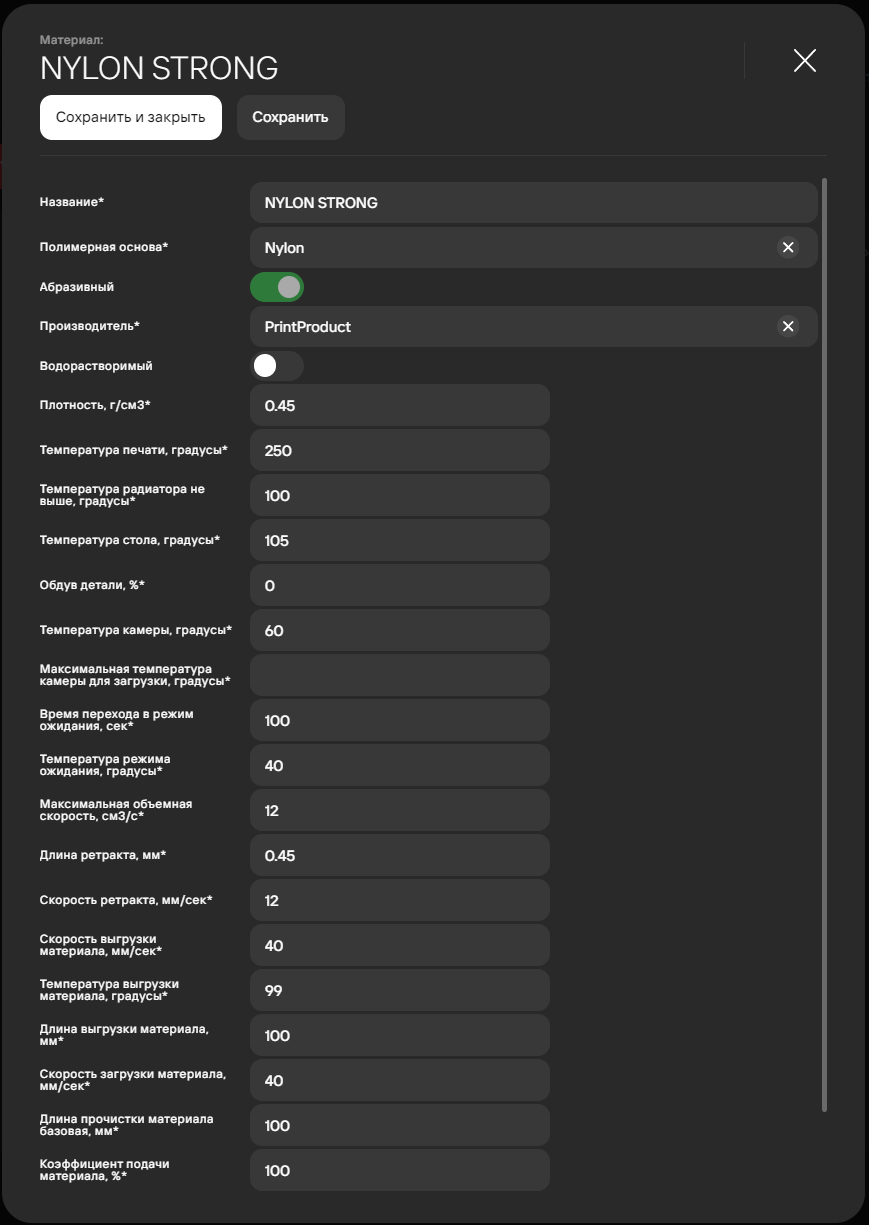 Материал:
NYLON STRONG
Сохранить и закрыть
Сохранить
Название*
NYLON STRONG
Полимерная основа*
Nylon
Абразивный
Производитель*
PrintProduct
Водорастворимый
Плотность, г/см3*
0.45
Температура печати, градусы*
250
Температура радиатора не
выше, градусы*
100
Температура стола, градусы*
105
Обдув детали, %*
0
Температура камеры, градусы*
60
Максимальная температура
камеры для загрузки, градусы*
Время перехода в режим
ожидания, сек*
100
Температура режима
ожидания, градусы*
40
Максимальная объемная
скорость, см3/с*
12
Длина ретракта, мм*
0.45
Скорость ретракта, мм/сек*
12
Скорость выгрузки
материала, мм/сек*
40
Температура выгрузки
материала, градусы*
99
Длина выгрузки материала,
мм*
100
Скорость загрузки материала,
мм/сек*
40
Длина прочистки материала
базовая, мм*
100
Коэффициент подачи
материала, %*
100